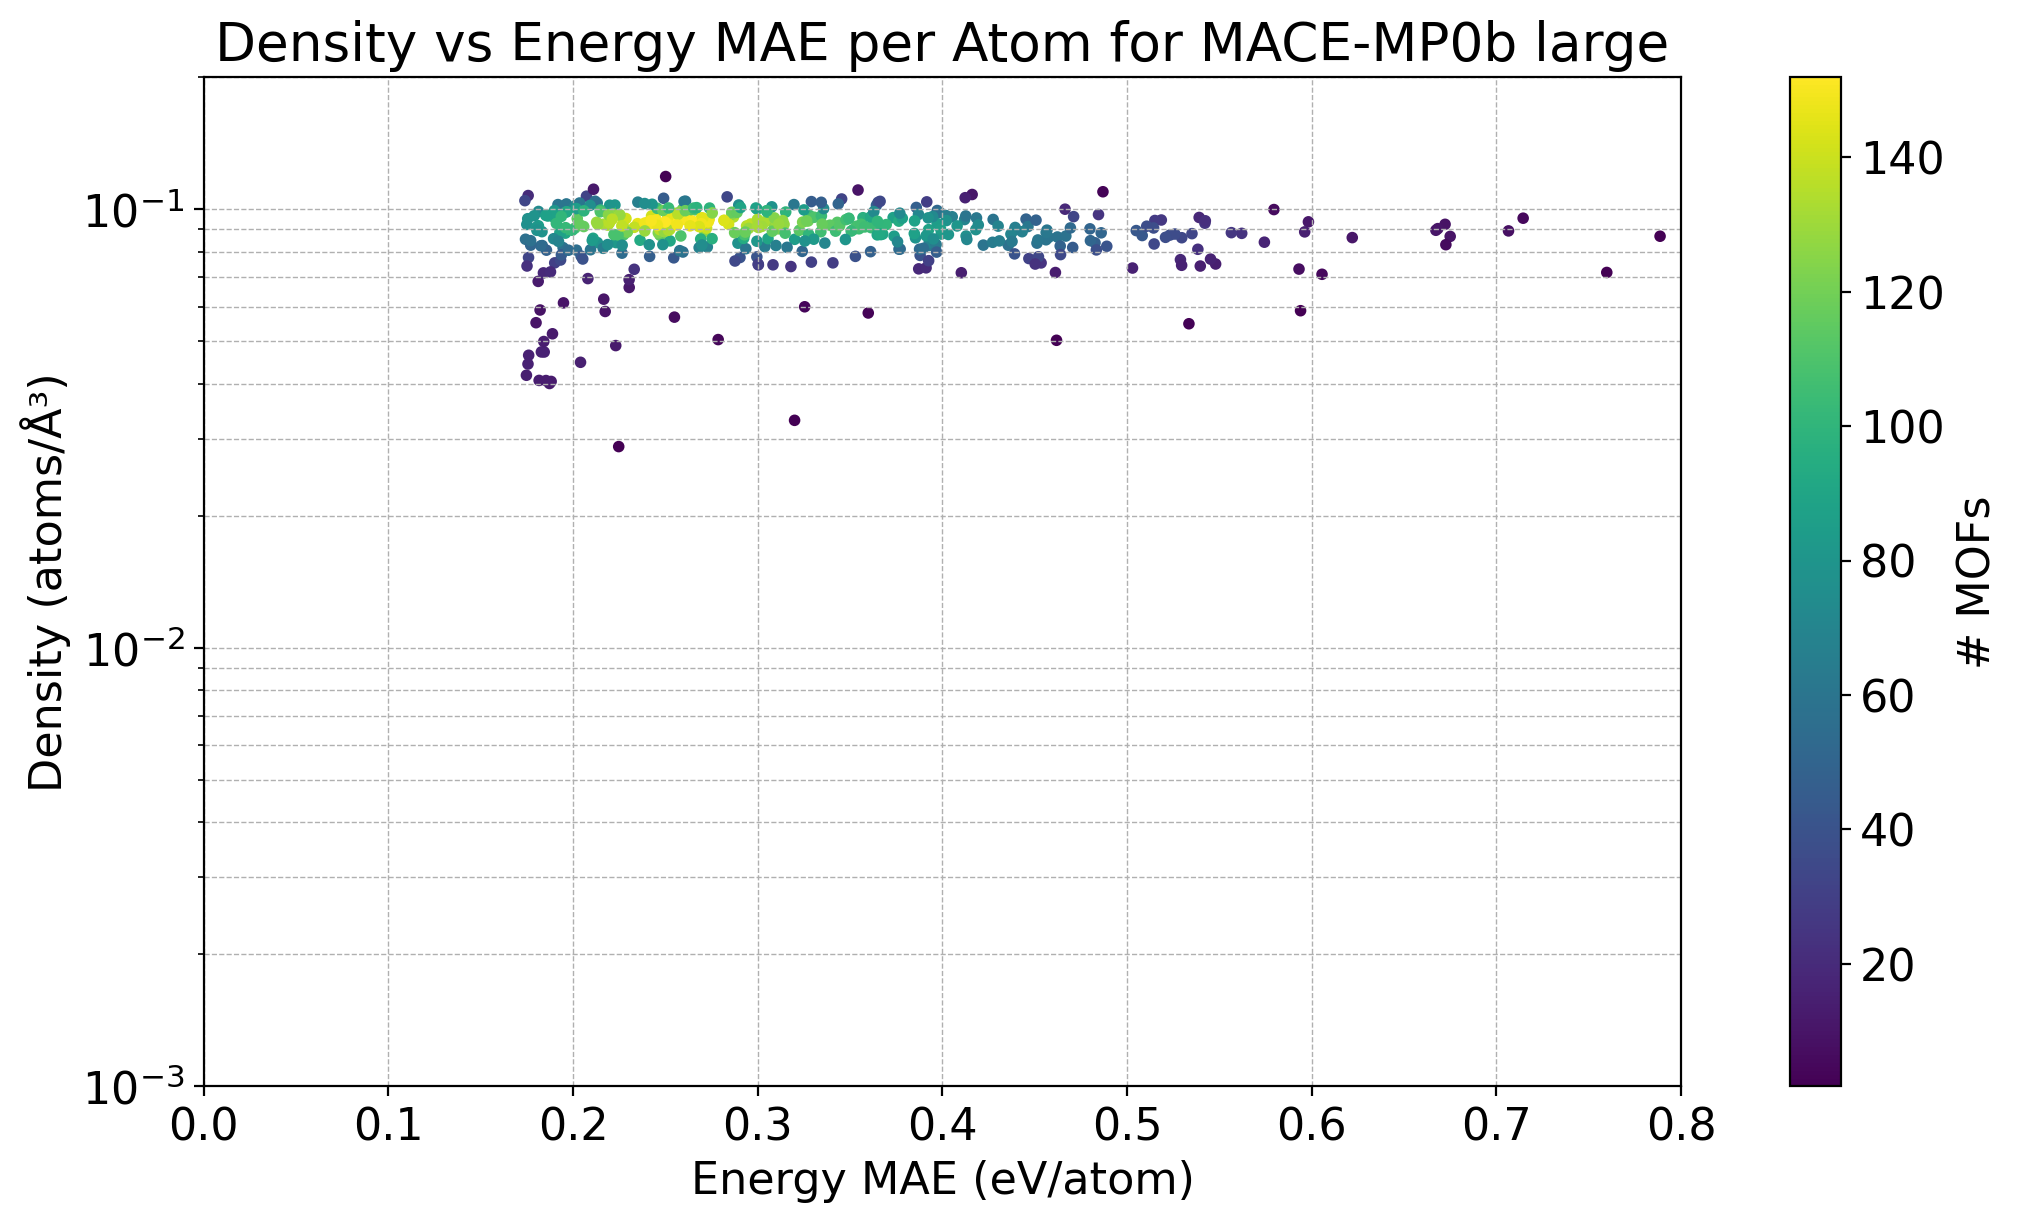 Density vs Energy MAE per Atom for MACE-MP0b large
Density (atoms/Å³)
10⁻¹
10⁻²
10⁻³
0.0 0.1 0.2 0.3 0.4 0.5 0.6 0.7 0.8
Energy MAE (eV/atom)
140
120
100
80
60
40
20
# MOFs